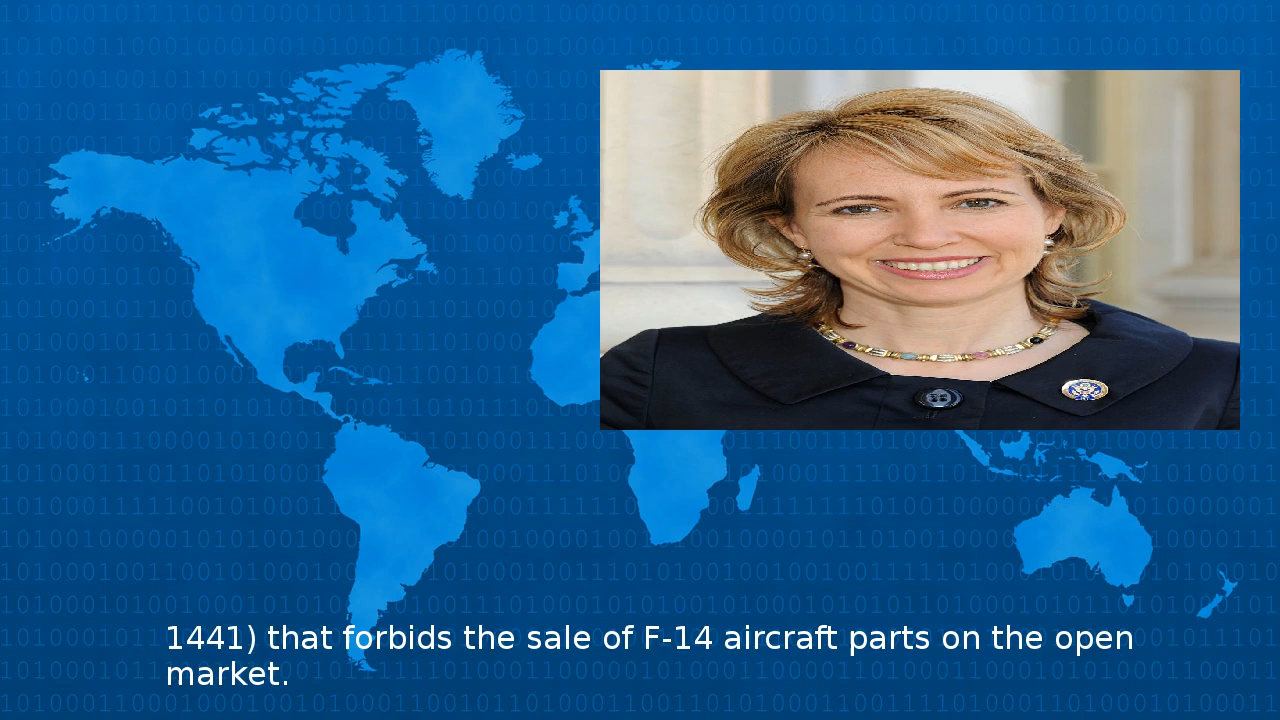 1441) that forbids the sale of F-14 aircraft parts on the open
market.